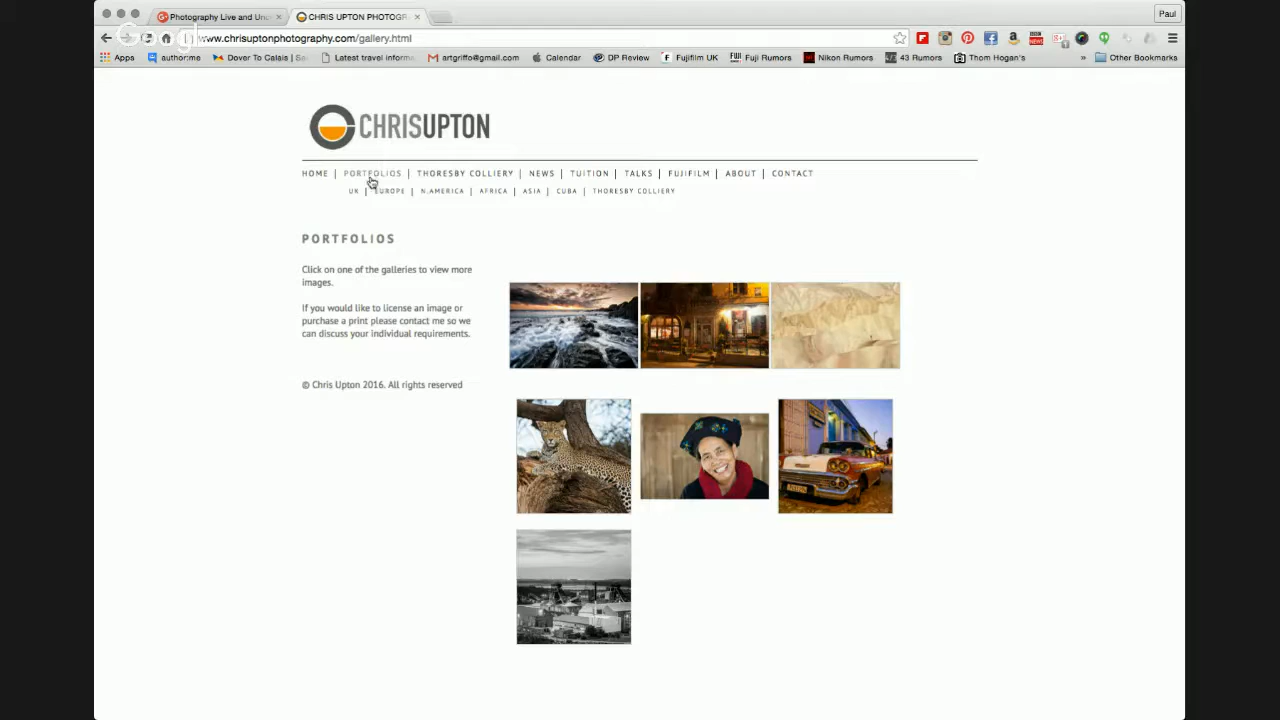 Photography Live and Un
CHRIS UPTON PHOTOGR
Paul
www.chrisuptonphotography.com/gallery.html
Apps
author:me
Dover To Calais | Se
Latest travel informa
artgriffo@gmail.com
Calendar
DP Review
Fujifilm UK
Fuji Rumors
Nikon Rumors
43 Rumors
Thom Hogan's
»
Other Bookmarks
CHRISUPTON
HOME | PORTFOLIOS | THORESBY COLLIERY | NEWS | TUITION | TALKS | FUJIFILM | ABOUT | CONTACT
UK | EUROPE | N.AMERICA | AFRICA | ASIA | CUBA | THORESBY COLLIERY
PORTFOLIOS
Click on one of the galleries to view more
images.
If you would like to license an image or
purchase a print please contact me so we
can discuss your individual requirements.
© Chris Upton 2016. All rights reserved